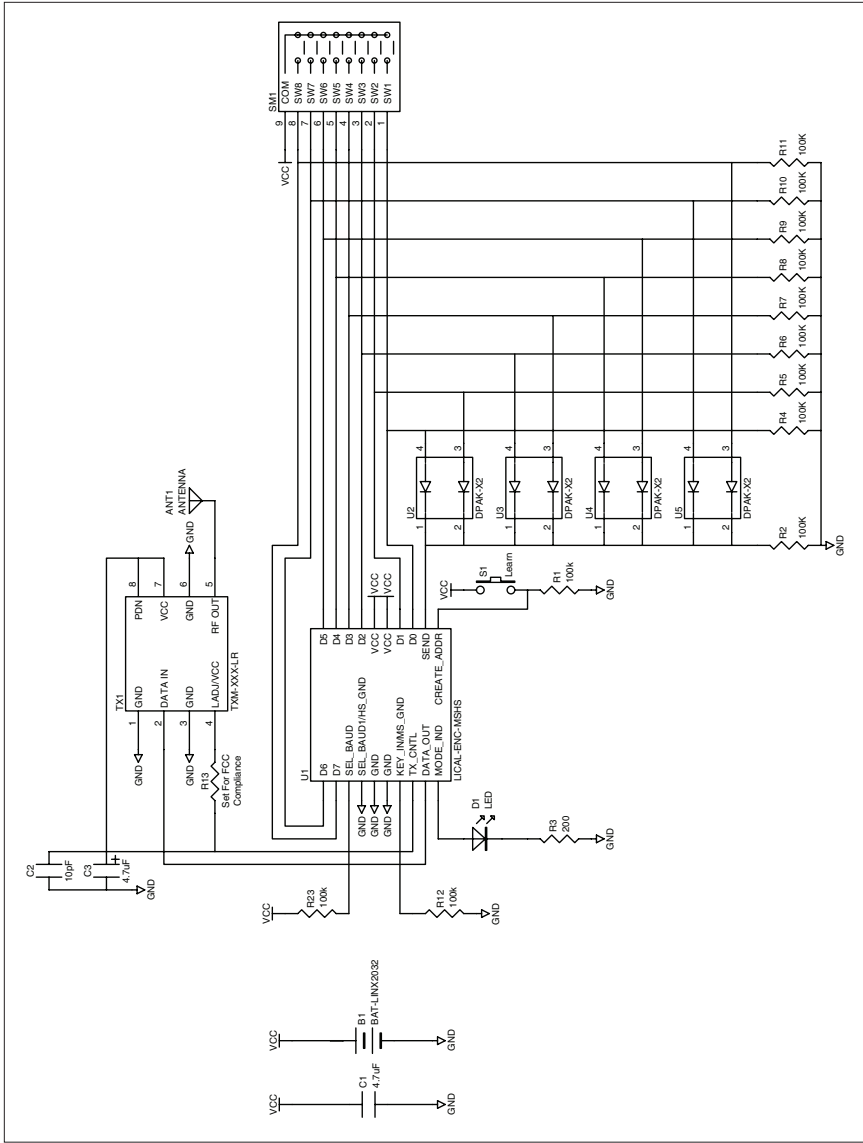 SM1
COM
SW8
SW7
SW6
SW5
SW4
SW3
SW2
SW1
9
8
7
6
5
4
3
2
1
VCC
R11
100K
R10
100K
R9
100K
R8
100K
R7
100K
R6
100K
R5
100K
R4
100K
R2
100K
GND
U2
1
2
4
3
DPAK-X2
U3
1
2
4
3
DPAK-X2
U4
1
2
4
3
DPAK-X2
U5
1
2
4
3
DPAK-X2
ANT1
ANTENNA
TX1
GND
DATA IN
GND
LADJ/VCC
PDN
VCC
GND
RF OUT
1
2
3
4
8
7
6
5
TXM-XXX-LR
GND
GND
GND
R13
Set For FCC
Compliance
C2
10pF
C3
4.7uF
+
GND
U1
D6
D7
SEL_BAUD
SEL_BAUD1/HS_GND
GND
GND
KEY_IN/MS_GND
TX_CNTL
DATA_OUT
MODE_IND
D5
D4
D3
D2
VCC
VCC
D1
D0
SEND
CREATE_ADDR
LICAL-ENC-MSHS
VCC
VCC
GND
GND
GND
VCC
S1
Learn
R1
100k
GND
D1
LED
R3
200
GND
VCC
R23
100k
R12
100k
GND
VCC
B1
BAT-LINX2032
GND
VCC
C1
4.7uF
GND